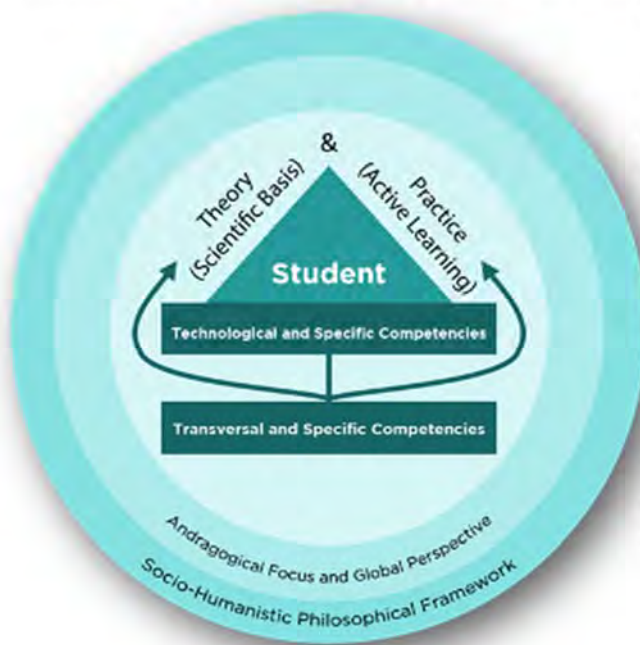 &
Theory
(Scientific Basis)
Practice
(Active Learning)
Student
Technological and Specific Competencies
Transversal and Specific Competencies
Andragogical Focus and Global Perspective
Socio-Humanistic Philosophical Framework